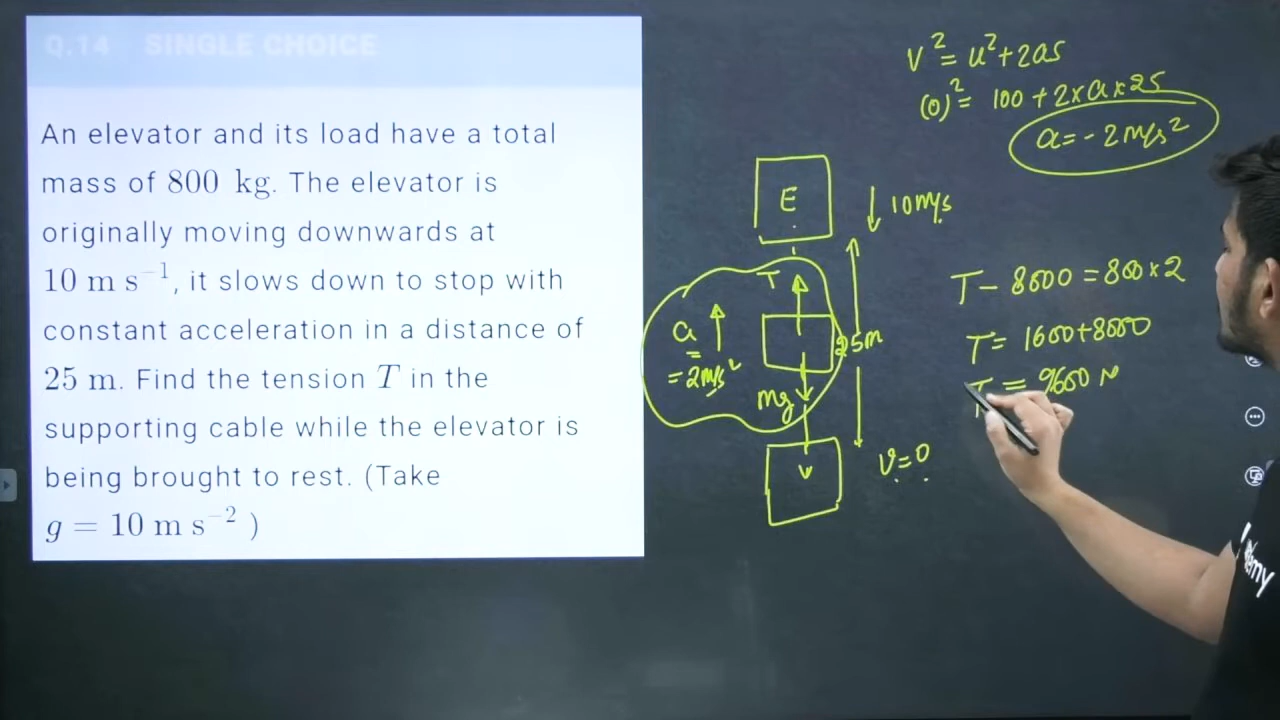 Q.14 SINGLE CHOICE
An elevator and its load have a total
mass of 800 kg. The elevator is
originally moving downwards at
10 m s⁻¹, it slows down to stop with
constant acceleration in a distance of
25 m. Find the tension T in the
supporting cable while the elevator is
being brought to rest. (Take
g = 10 m s⁻² )
V² = u² + 2as
(0)² = 100 + 2×a×25
a = -2 m/s²
E
↓ 10 m/s
T
a
= 2 m/s²
25m
mg
v
v = 0
T - 8000 = 800×2
T = 1600+8000
T = 9600 N